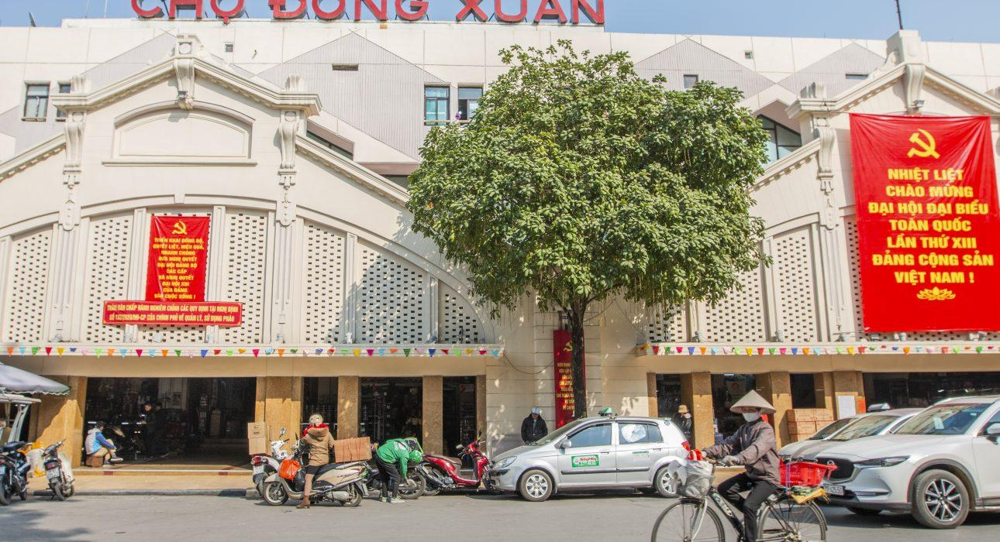 CHỢ ĐỒNG XUÂN
TRIỂN KHAI ĐỒNG BỘ,
QUYẾT LIỆT, HIỆU QUẢ,
NHANH CHÓNG
ĐƯA NGHỊ QUYẾT
ĐẠI HỘI ĐẢNG BỘ
CÁC CẤP
VÀ NGHỊ QUYẾT
ĐẠI HỘI XIII
CỦA ĐẢNG
VÀO CUỘC SỐNG !
TOÀN DÂN CHẤP HÀNH NGHIÊM CHỈNH CÁC QUY ĐỊNH TẠI NGHỊ ĐỊNH
SỐ 137/2020/NĐ-CP CỦA CHÍNH PHỦ VỀ QUẢN LÝ, SỬ DỤNG PHÁO
NHIỆT LIỆT
CHÀO MỪNG
ĐẠI HỘI ĐẠI BIỂU
TOÀN QUỐC
LẦN THỨ XIII
ĐẢNG CỘNG SẢN
VIỆT NAM !